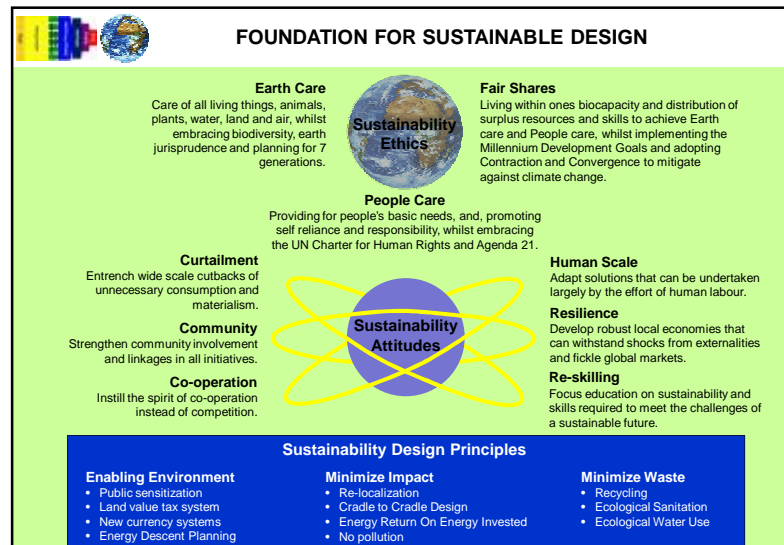 FOUNDATION FOR SUSTAINABLE DESIGN
Earth Care
Care of all living things, animals,
plants, water, land and air, whilst
embracing biodiversity, earth
jurisprudence and planning for 7
generations.
Sustainability
Ethics
Fair Shares
Living within ones biocapacity and distribution of
surplus resources and skills to achieve Earth
care and People care, whilst implementing the
Millennium Development Goals and adopting
Contraction and Convergence to mitigate
against climate change.
People Care
Providing for people's basic needs, and, promoting
self reliance and responsibility, whilst embracing
the UN Charter for Human Rights and Agenda 21.
Curtailment
Entrench wide scale cutbacks of
unnecessary consumption and
materialism.
Community
Strengthen community involvement
and linkages in all initiatives.
Co-operation
Instill the spirit of co-operation
instead of competition.
Sustainability
Attitudes
Human Scale
Adapt solutions that can be undertaken
largely by the effort of human labour.
Resilience
Develop robust local economies that
can withstand shocks from externalities
and fickle global markets.
Re-skilling
Focus education on sustainability and
skills required to meet the challenges of
a sustainable future.
Sustainability Design Principles
Enabling Environment
• Public sensitization
• Land value tax system
• New currency systems
• Energy Descent Planning
Minimize Impact
• Re-localization
• Cradle to Cradle Design
• Energy Return On Energy Invested
• No pollution
Minimize Waste
• Recycling
• Ecological Sanitation
• Ecological Water Use